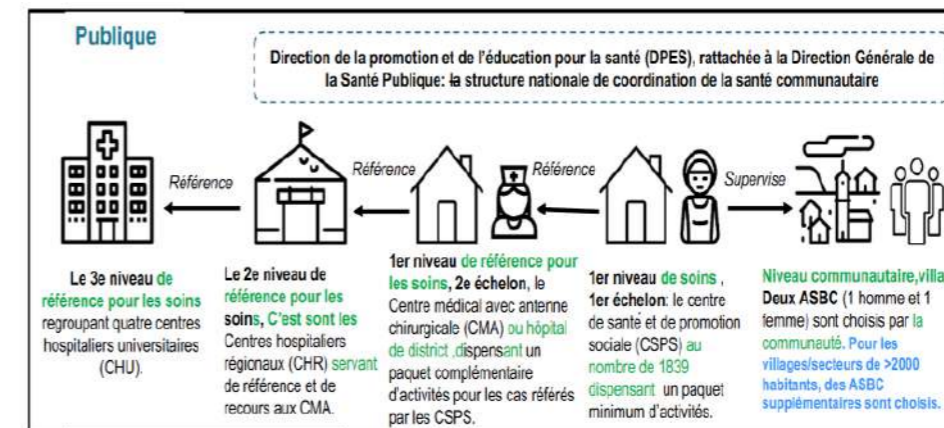 Publique
Direction de la promotion et de l'éducation pour la santé (DPES), rattachée à la Direction Générale de
la Santé Publique: la structure nationale de coordination de la santé communautaire
Référence
Référence
Référence
Supervise
Le 3e niveau de
référence pour les soins
regroupant quatre centres
hospitaliers universitaires
(CHU).
Le 2e niveau de
référence pour les
soins, C'est sont les
Centres hospitaliers
régionaux (CHR) servant
de référence et de
recours aux CMA.
1er niveau de référence pour
les soins, 2e échelon, le
Centre médical avec antenne
chirurgicale (CMA) ou hôpital
de district ,dispensant un
paquet complémentaire
d'activités pour les cas référés
par les CSPS.
1er niveau de soins ,
1er échelon: le centre
de santé et de promotion
sociale (CSPS) au
nombre de 1839
dispensant un paquet
minimum d'activités.
Niveau communautaire,villa
Deux ASBC (1 homme et 1
femme) sont choisis par la
communauté. Pour les
villages/secteurs de >2000
habitants, des ASBC
supplémentaires sont choisis.